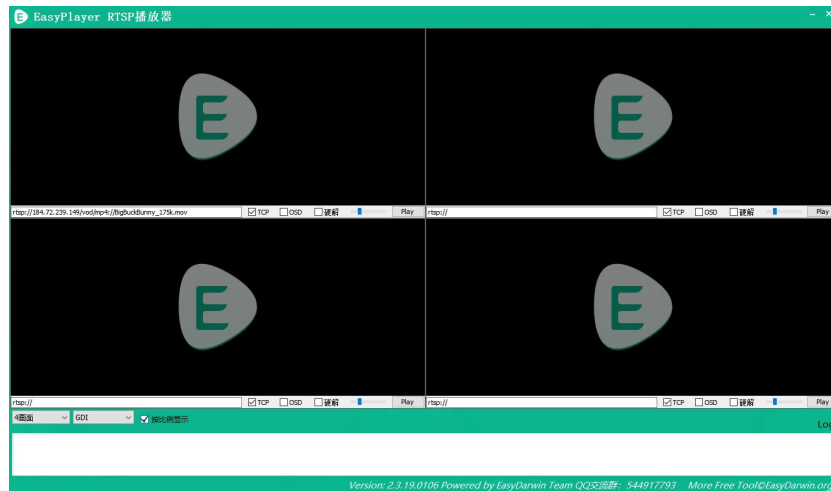 E EasyPlayer RTSP播放器
E
E
rtsp://184.72.239.149/vod/mp4://BigBuckBunny_175k.mov TCP OSD 硬解 Play
rtsp:// TCP OSD 硬解 Play
E
E
rtsp:// TCP OSD 硬解 Play
rtsp:// TCP OSD 硬解 Play
4画面 GDI 按比例显示
Log
Version: 2.3.19.0106 Powered by EasyDarwin Team QQ交流群: 544917793 More Free Tool©EasyDarwin.org